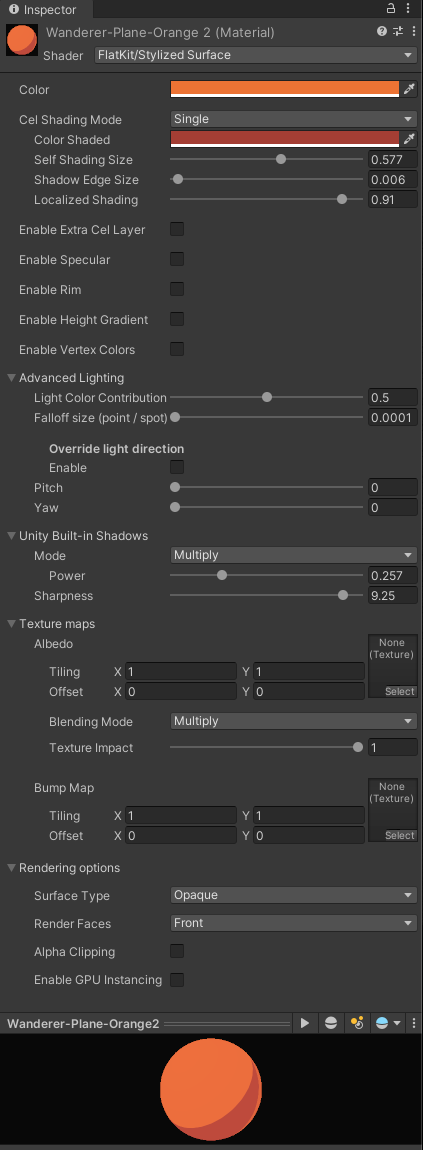 Inspector
Wanderer-Plane-Orange 2 (Material)
Shader FlatKit/Stylized Surface
Color
Cel Shading Mode Single
Color Shaded
Self Shading Size 0.577
Shadow Edge Size 0.006
Localized Shading 0.91
Enable Extra Cel Layer
Enable Specular
Enable Rim
Enable Height Gradient
Enable Vertex Colors
Advanced Lighting
Light Color Contribution 0.5
Falloff size (point / spot) 0.0001
Override light direction
Enable
Pitch 0
Yaw 0
Unity Built-in Shadows
Mode Multiply
Power 0.257
Sharpness 9.25
Texture maps
Albedo None
(Texture)
Tiling X 1 Y 1
Offset X 0 Y 0 Select
Blending Mode Multiply
Texture Impact 1
Bump Map None
(Texture)
Tiling X 1 Y 1
Offset X 0 Y 0 Select
Rendering options
Surface Type Opaque
Render Faces Front
Alpha Clipping
Enable GPU Instancing
Wanderer-Plane-Orange2